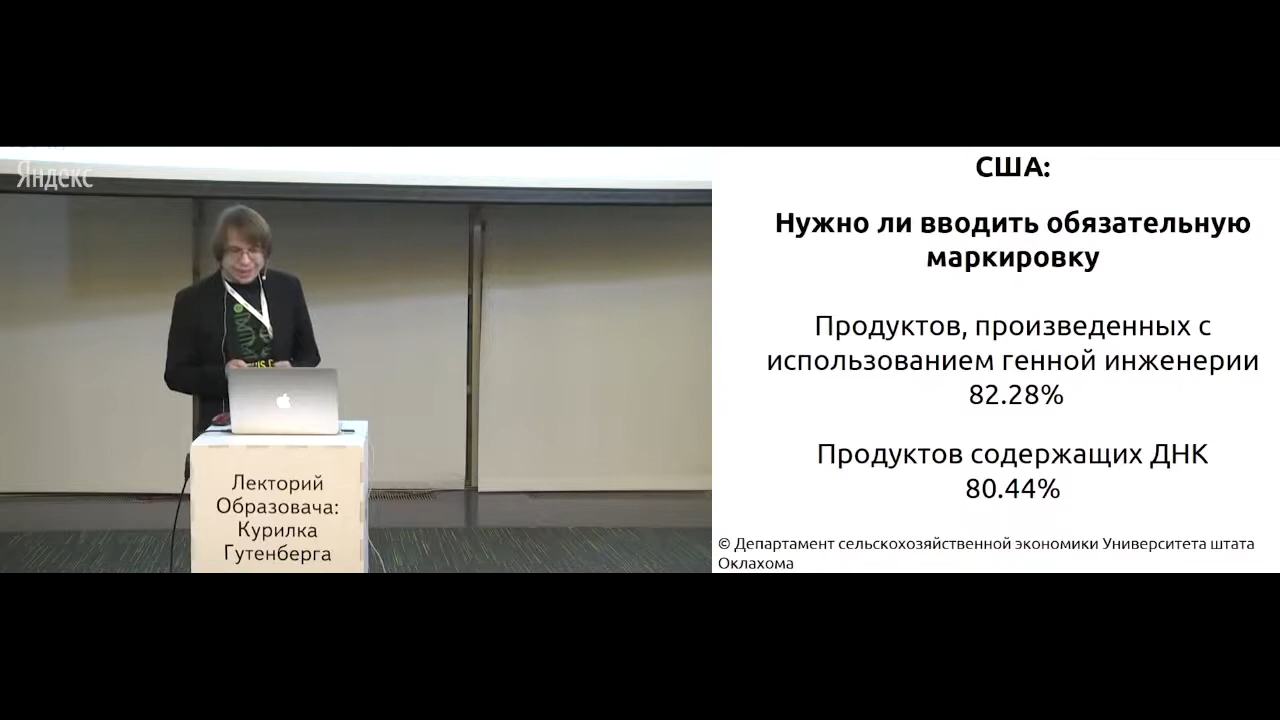 Яндекс
США:
Нужно ли вводить обязательную
маркировку
Продуктов, произведенных с
использованием генной инженерии
82.28%
Продуктов содержащих ДНК
80.44%
© Департамент сельскохозяйственной экономики Университета штата
Оклахома
Лекторий
Образовача:
Курилка
Гутенберга